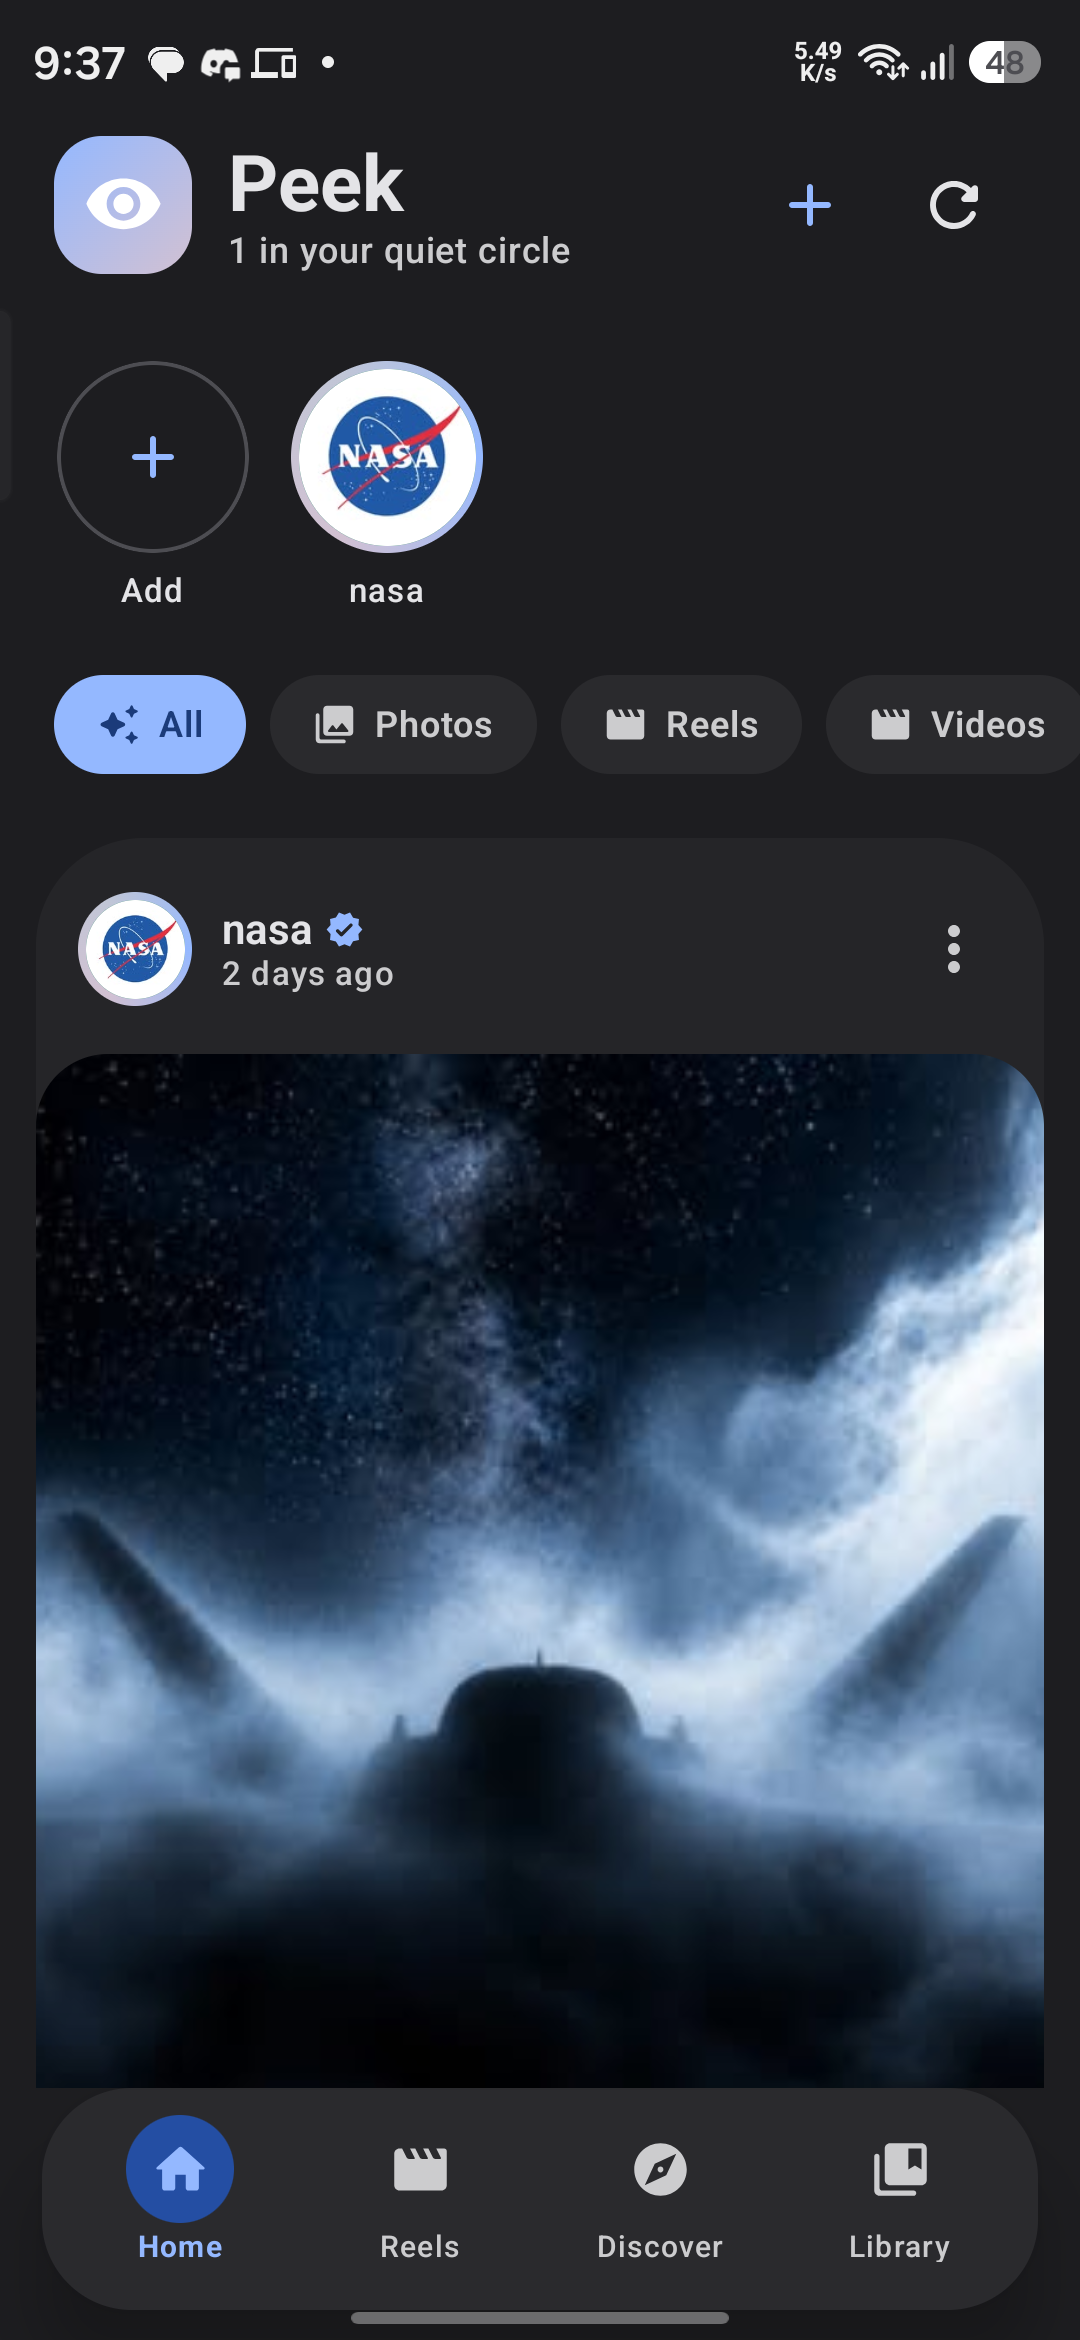 9:37
5.49
K/s
48
Peek
1 in your quiet circle
NASA
Add
nasa
All
Photos
Reels
Videos
NASA
nasa
2 days ago
Home
Reels
Discover
Library